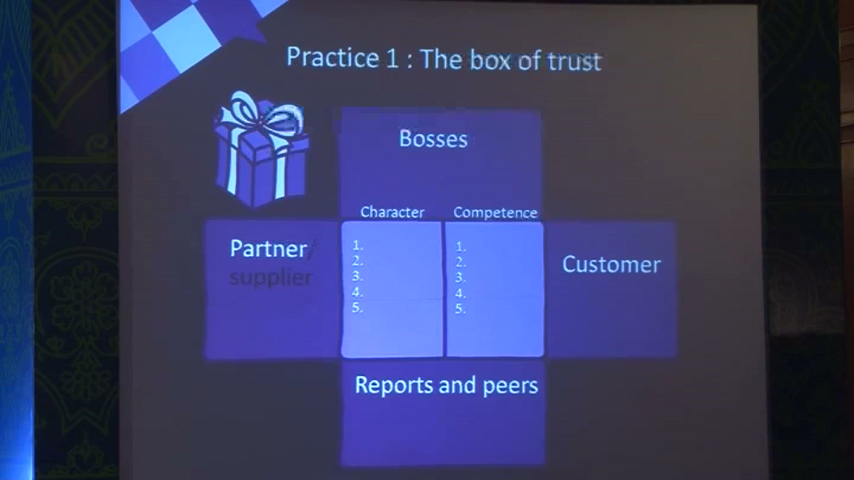 Practice 1 : The box of trust
Bosses
Character Competence
Partner/
supplier
1.
2.
3.
4.
5.
1.
2.
3.
4.
5.
Customer
Reports and peers